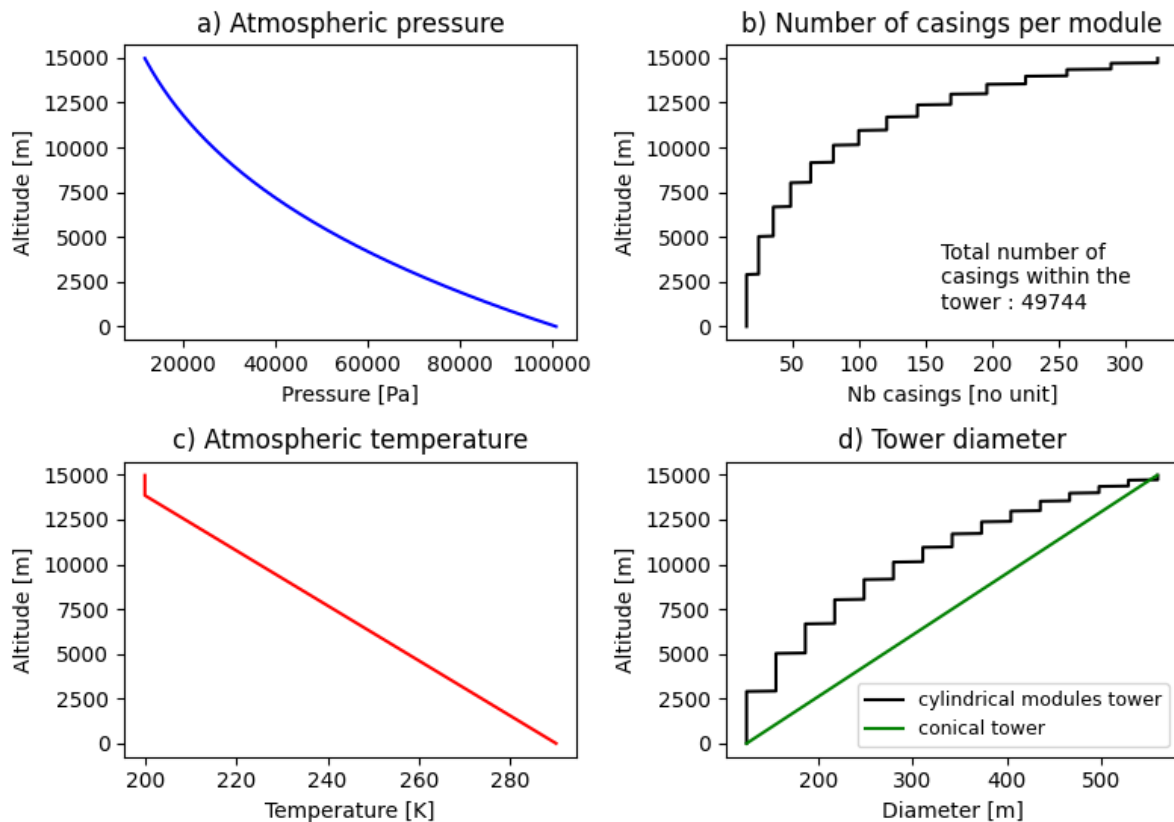 a) Atmospheric pressure
Altitude [m]
15000
12500
10000
7500
5000
2500
0
20000 40000 60000 80000 100000
Pressure [Pa]
b) Number of casings per module
Altitude [m]
15000
12500
10000
7500
5000
2500
0
Total number of
casings within the
tower : 49744
50 100 150 200 250 300
Nb casings [no unit]
c) Atmospheric temperature
Altitude [m]
15000
12500
10000
7500
5000
2500
0
200 220 240 260 280
Temperature [K]
d) Tower diameter
Altitude [m]
15000
12500
10000
7500
5000
2500
0
cylindrical modules tower
conical tower
200 300 400 500
Diameter [m]